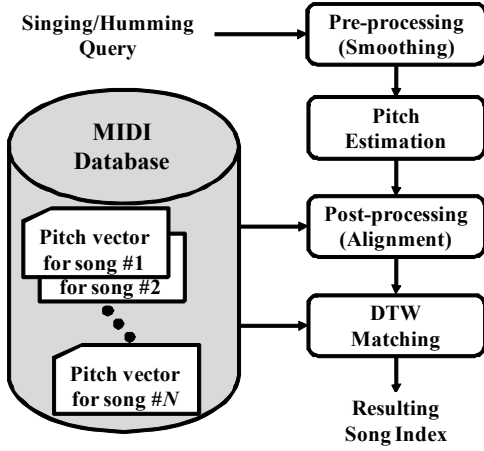 Singing/Humming
Query
Pre-processing
(Smoothing)
Pitch
Estimation
MIDI
Database
Post-processing
(Alignment)
Pitch vector
for song #1
for song #2
DTW
Matching
Pitch vector
for song #N
Resulting
Song Index